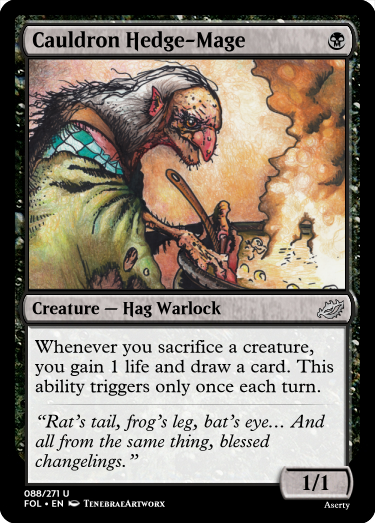 Cauldron Hedge-Mage
Creature — Hag Warlock
Whenever you sacrifice a creature,
you gain 1 life and draw a card. This
ability triggers only once each turn.
“Rat's tail, frog's leg, bat's eye… And
all from the same thing, blessed
changelings.”
1/1
088/271 U
FOL • EN TenebraeArtworx
Aserty